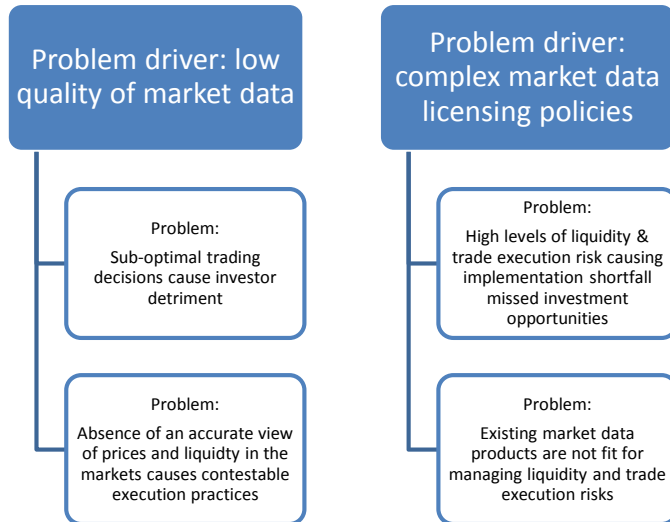 Problem driver: low
quality of market data
Problem:
Sub-optimal trading
decisions cause investor
detriment
Problem:
Absence of an accurate view
of prices and liquidity in the
markets causes contestable
execution practices
Problem driver:
complex market data
licensing policies
Problem:
High levels of liquidity &
trade execution risk causing
implementation shortfall
missed investment
opportunities
Problem:
Existing market data
products are not fit for
managing liquidity and trade
execution risks